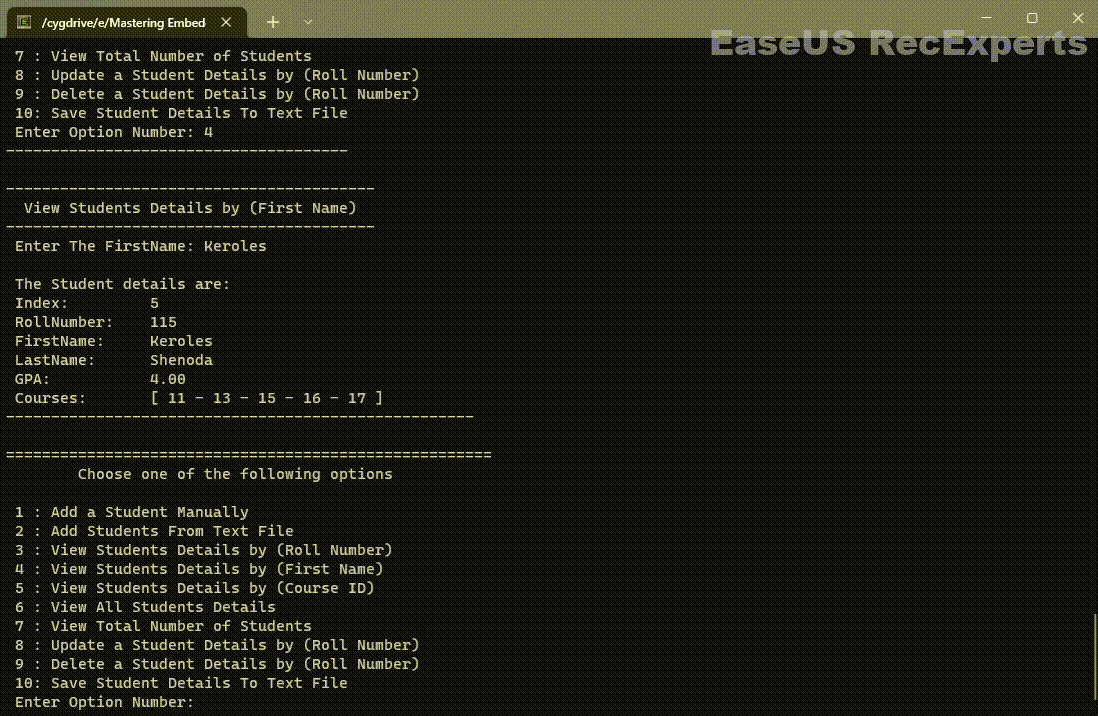 /cygdrive/e/Mastering Embed
EaseUS RecExperts
7 : View Total Number of Students
8 : Update a Student Details by (Roll Number)
9 : Delete a Student Details by (Roll Number)
10: Save Student Details To Text File
Enter Option Number: 4
--------------------------------------
-----------------------------------------
View Students Details by (First Name)
-----------------------------------------
Enter The FirstName: Keroles
The Student details are:
Index: 5
RollNumber: 115
FirstName: Keroles
LastName: Shenoda
GPA: 4.00
Courses: [ 11 - 13 - 15 - 16 - 17 ]
----------------------------------------------------
======================================================
Choose one of the following options
1 : Add a Student Manually
2 : Add Students From Text File
3 : View Students Details by (Roll Number)
4 : View Students Details by (First Name)
5 : View Students Details by (Course ID)
6 : View All Students Details
7 : View Total Number of Students
8 : Update a Student Details by (Roll Number)
9 : Delete a Student Details by (Roll Number)
10: Save Student Details To Text File
Enter Option Number: